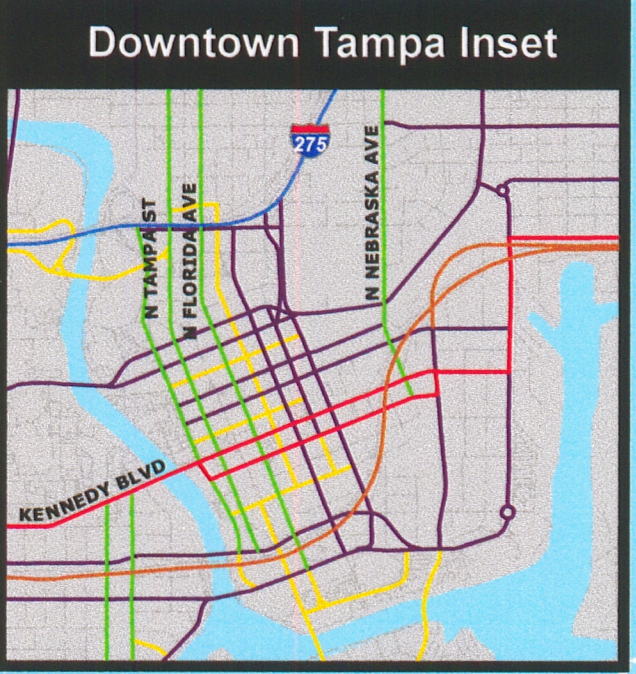 Downtown Tampa Inset
275
N TAMPA ST
N FLORIDA AVE
N NEBRASKA AVE
KENNEDY BLVD